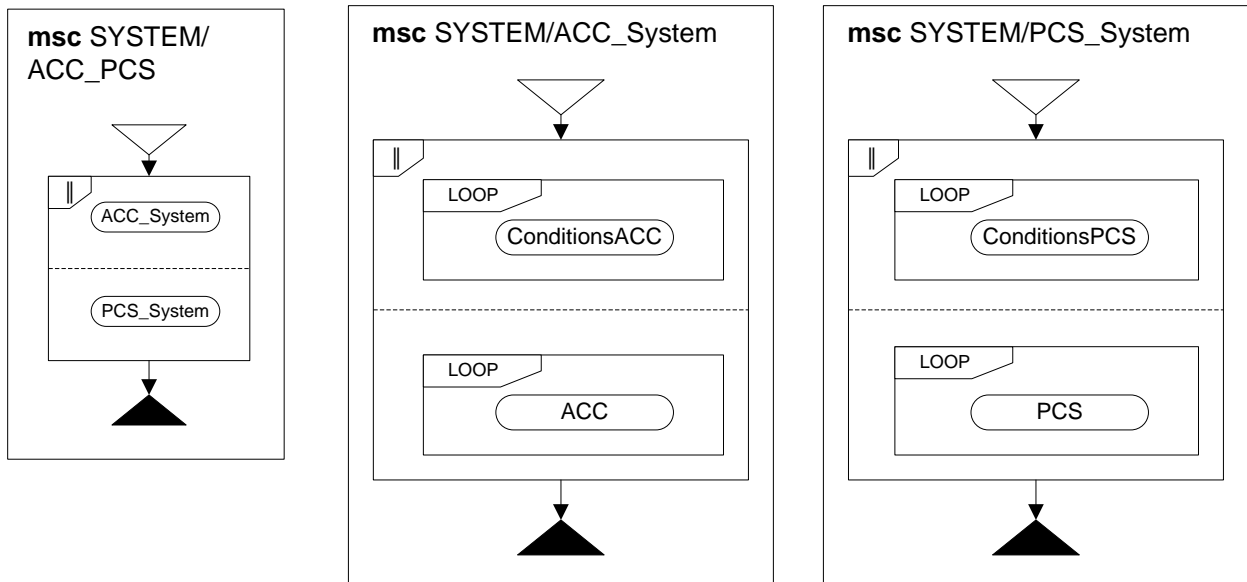 msc SYSTEM/
ACC_PCS
||
ACC_System
PCS_System
msc SYSTEM/ACC_System
||
LOOP
ConditionsACC
LOOP
ACC
msc SYSTEM/PCS_System
||
LOOP
ConditionsPCS
LOOP
PCS